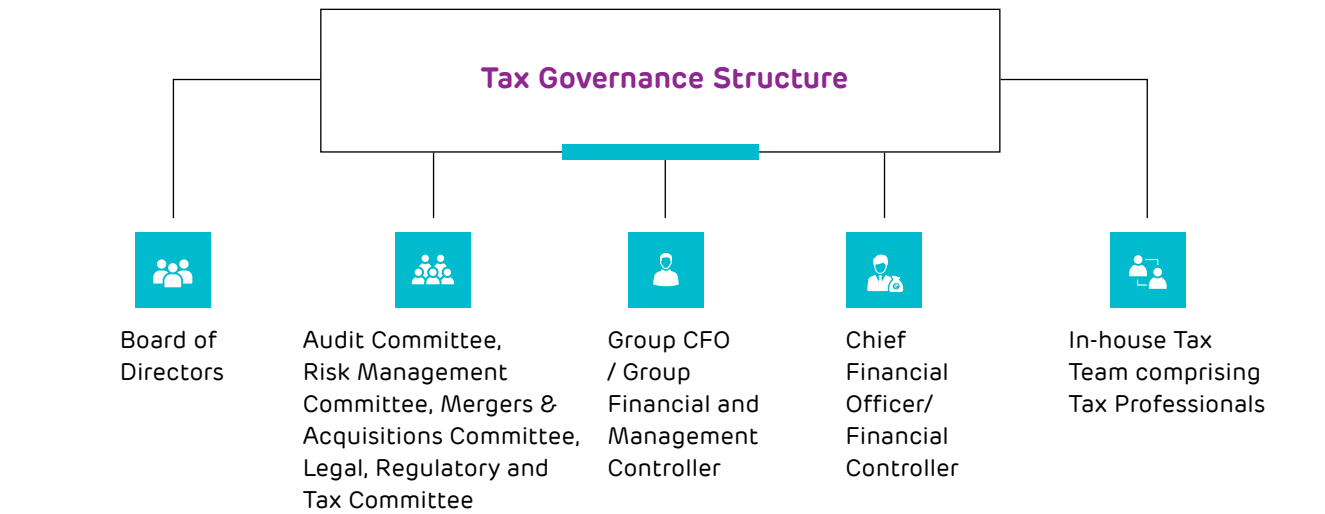 Tax Governance Structure
Board of
Directors
Audit Committee,
Risk Management
Committee, Mergers &
Acquisitions Committee,
Legal, Regulatory and
Tax Committee
Group CFO
/ Group
Financial and
Management
Controller
Chief
Financial
Officer/
Financial
Controller
In-house Tax
Team comprising
Tax Professionals